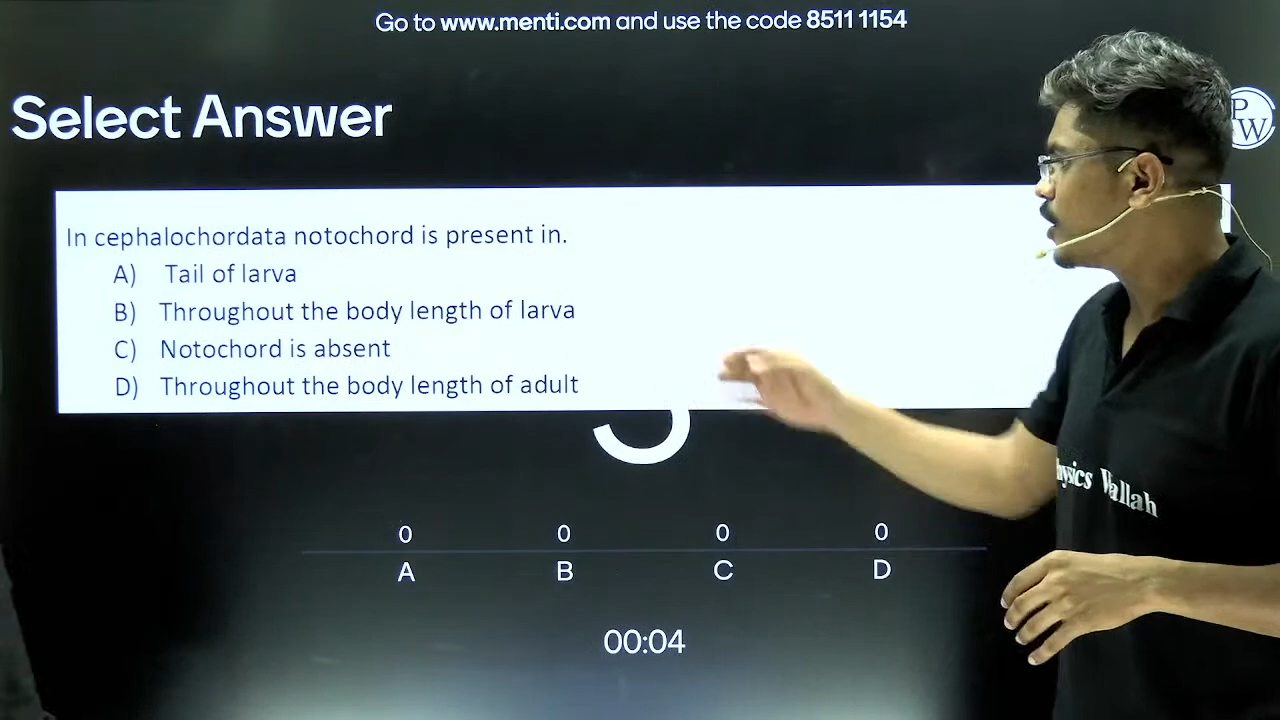 Go to www.menti.com and use the code 8511 1154
Select Answer
PW
In cephalochordata notochord is present in.
A) Tail of larva
B) Throughout the body length of larva
C) Notochord is absent
D) Throughout the body length of adult
0 0 0 0
A B C D
00:04
Wallah